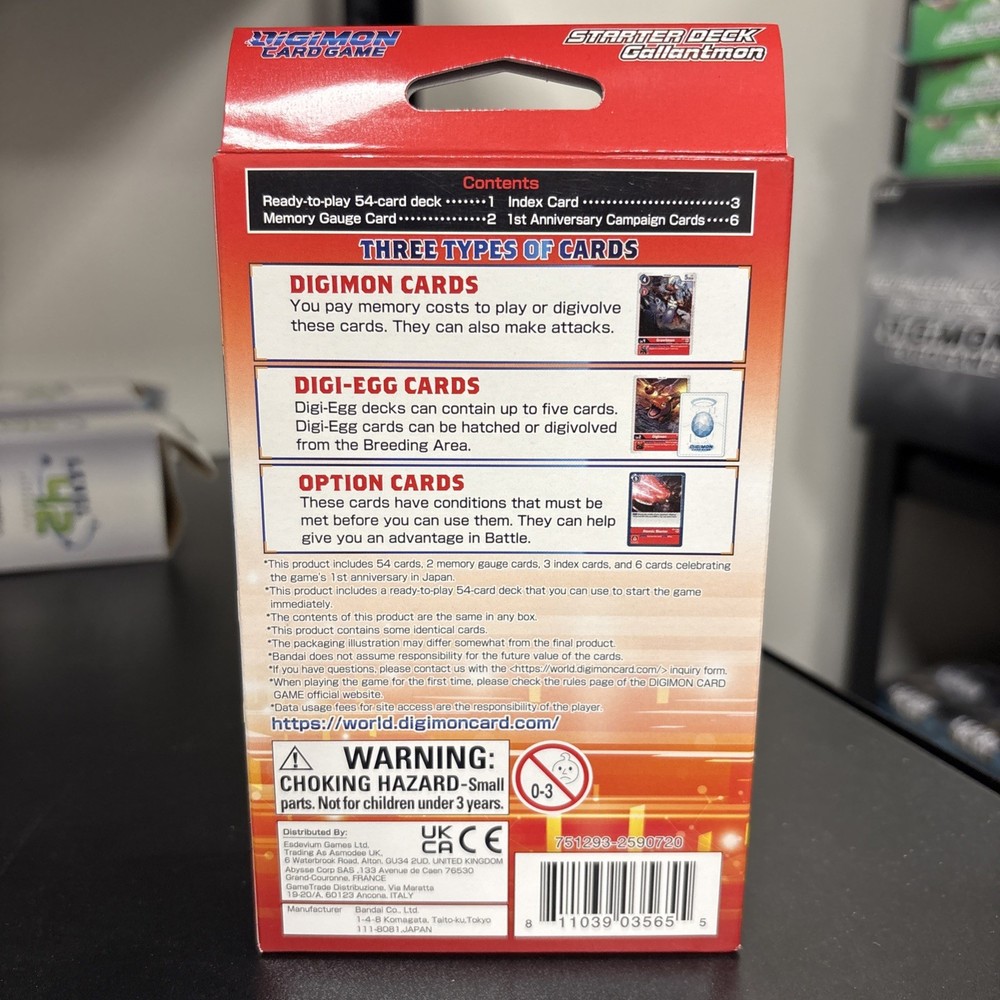 DIGIMON
CARD GAME
STARTER DECK
Gallantmon
Contents
Ready-to-play 54-card deck ·······1 Index Card ························3
Memory Gauge Card ··············2 1st Anniversary Campaign Cards ····6
THREE TYPES OF CARDS
DIGIMON CARDS
You pay memory costs to play or digivolve
these cards. They can also make attacks.
DIGI-EGG CARDS
Digi-Egg decks can contain up to five cards.
Digi-Egg cards can be hatched or digivolved
from the Breeding Area.
OPTION CARDS
These cards have conditions that must be
met before you can use them. They can help
give you an advantage in Battle.
*This product includes 54 cards, 2 memory gauge cards, 3 index cards, and 6 cards celebrating
the game's 1st anniversary in Japan.
*This product includes a ready-to-play 54-card deck that you can use to start the game
immediately.
*The contents of this product are the same in any box.
*This product contains some identical cards.
*The packaging illustration may differ somewhat from the final product.
*Bandai does not assume responsibility for the future value of the cards.
*If you have questions, please contact us with the <https://world.digimoncard.com/> inquiry form.
*When playing the game for the first time, please check the rules page of the DIGIMON CARD
GAME official website.
*Data usage fees for site access are the responsibility of the player.
https://world.digimoncard.com/
WARNING:
CHOKING HAZARD-Small
parts. Not for children under 3 years.
0-3
Distributed By:
Esdevium Games Ltd.
Trading As Asmodee UK,
6 Waterbrook Road, Alton, GU34 2UD, UNITED KINGDOM
Abysse Corp SAS ,133 Avenue de Caen 76530
Grand-Couronne, FRANCE
GameTrade Distribuzione, Via Maratta
19-20/A, 60123 Ancona, ITALY
UK
CA CE
Manufacturer Bandai Co., Ltd.
1-4-8 Komagata, Taito-ku,Tokyo
111-8081,JAPAN
751293-2590720
8 11039 03565 5
DIGIMON